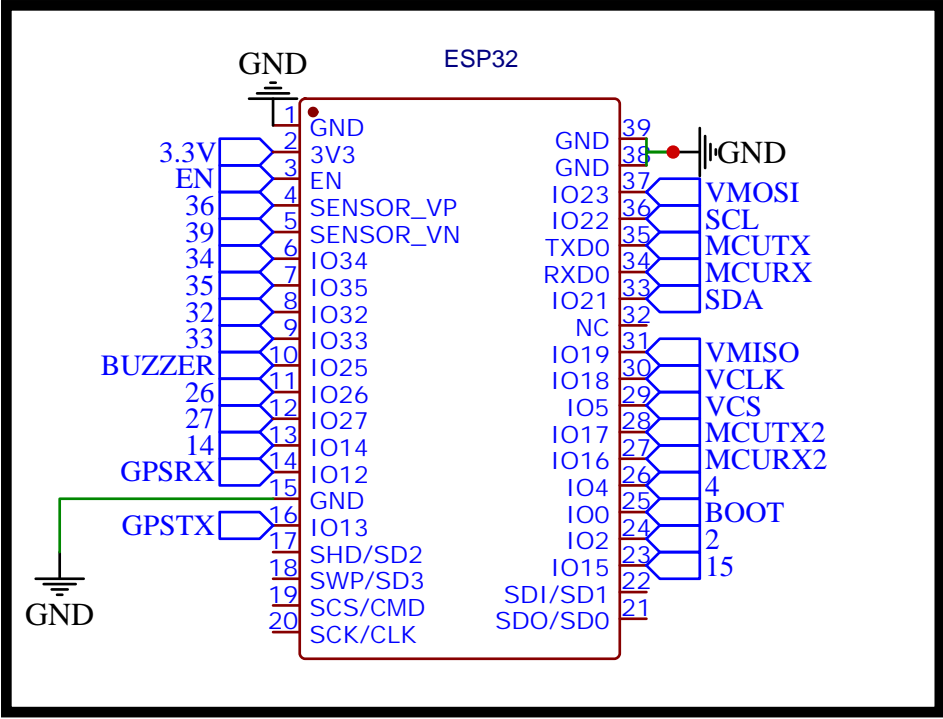 ESP32
GND
1 GND
3.3V 2 3V3
EN 3 EN
36 4 SENSOR_VP
39 5 SENSOR_VN
34 6 IO34
35 7 IO35
32 8 IO32
33 9 IO33
BUZZER 10 IO25
26 11 IO26
27 12 IO27
14 13 IO14
GPSRX 14 IO12
15 GND
GPSTX 16 IO13
17 SHD/SD2
18 SWP/SD3
19 SCS/CMD
20 SCK/CLK
GND
GND 39
GND 38 GND
IO23 37 VMOSI
IO22 36 SCL
TXD0 35 MCUTX
RXD0 34 MCURX
IO21 33 SDA
NC 32
IO19 31 VMISO
IO18 30 VCLK
IO5 29 VCS
IO17 28 MCUTX2
IO16 27 MCURX2
IO4 26 4
IO0 25 BOOT
IO2 24 2
IO15 23 15
SDI/SD1 22
SDO/SD0 21